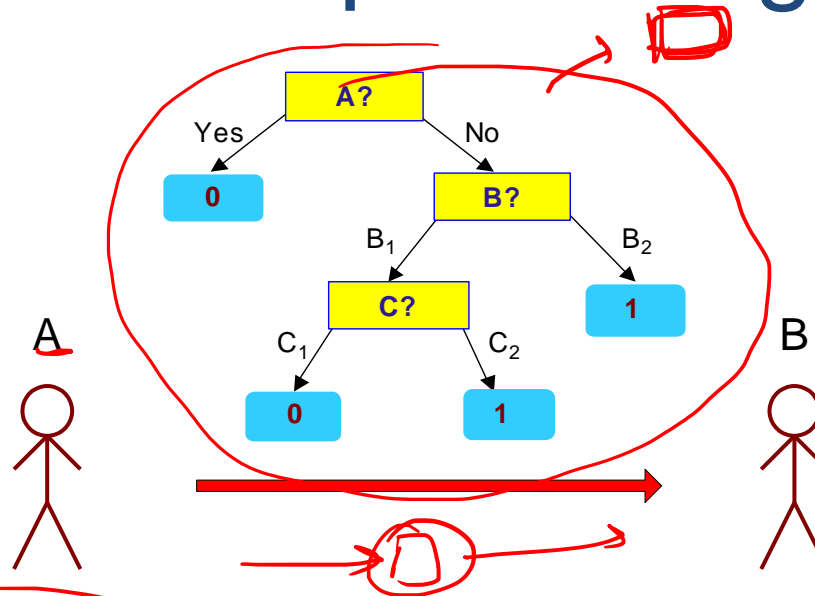 A?
Yes No
0 B?
B₁ B₂
C? 1
A C₁ C₂ B
0 1